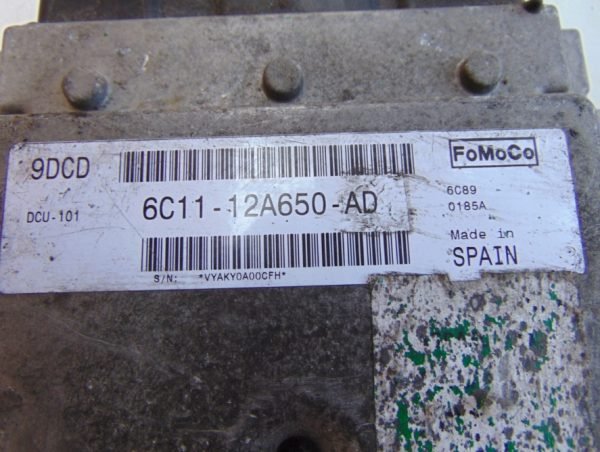 9DCD
FoMoCo
DCU-101
6C11-12A650-AD
6C89
0185A
Made in
SPAIN
S/N: *VYAKY0A00CFH*